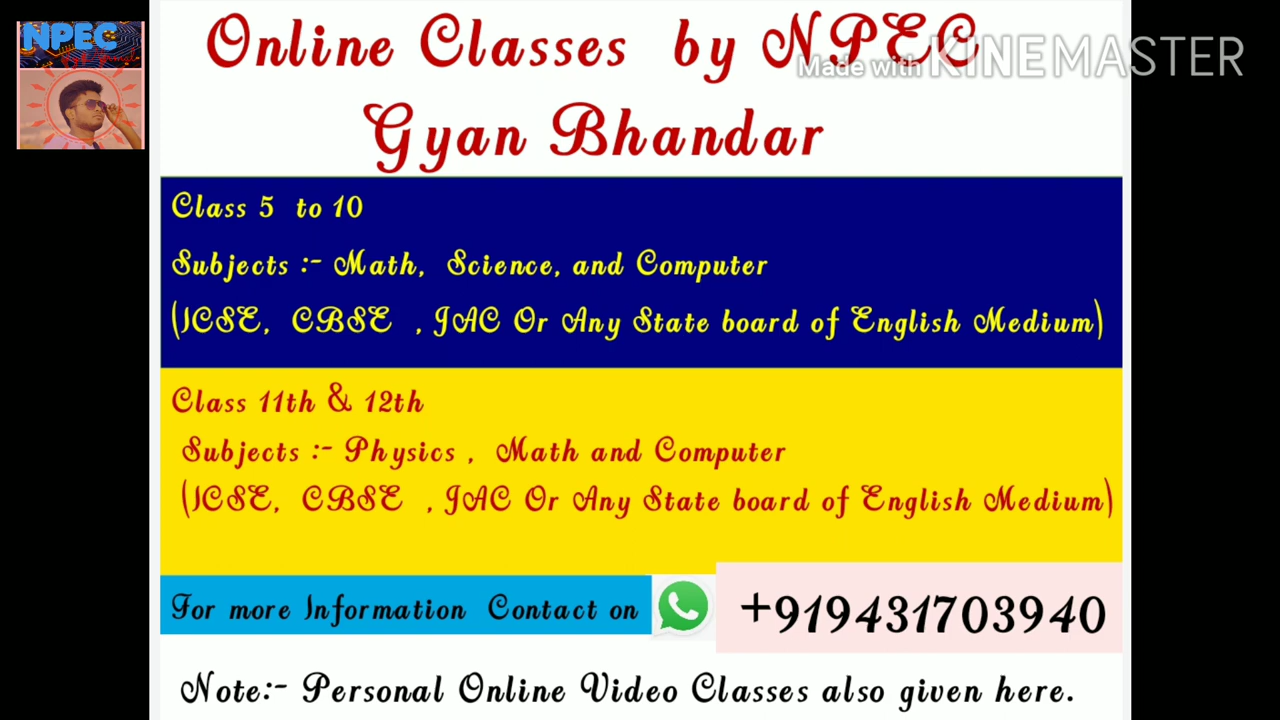 NPEC
Online Classes by NPEC
Made with KINEMASTER
Gyan Bhandar
Class 5 to 10
Subjects :- Math, Science, and Computer
(ICSE, CBSE , JAC Or Any State board of English Medium)
Class 11th & 12th
Subjects :- Physics , Math and Computer
(ICSE, CBSE , JAC Or Any State board of English Medium)
For more Information Contact on
+919431703940
Note:- Personal Online Video Classes also given here.